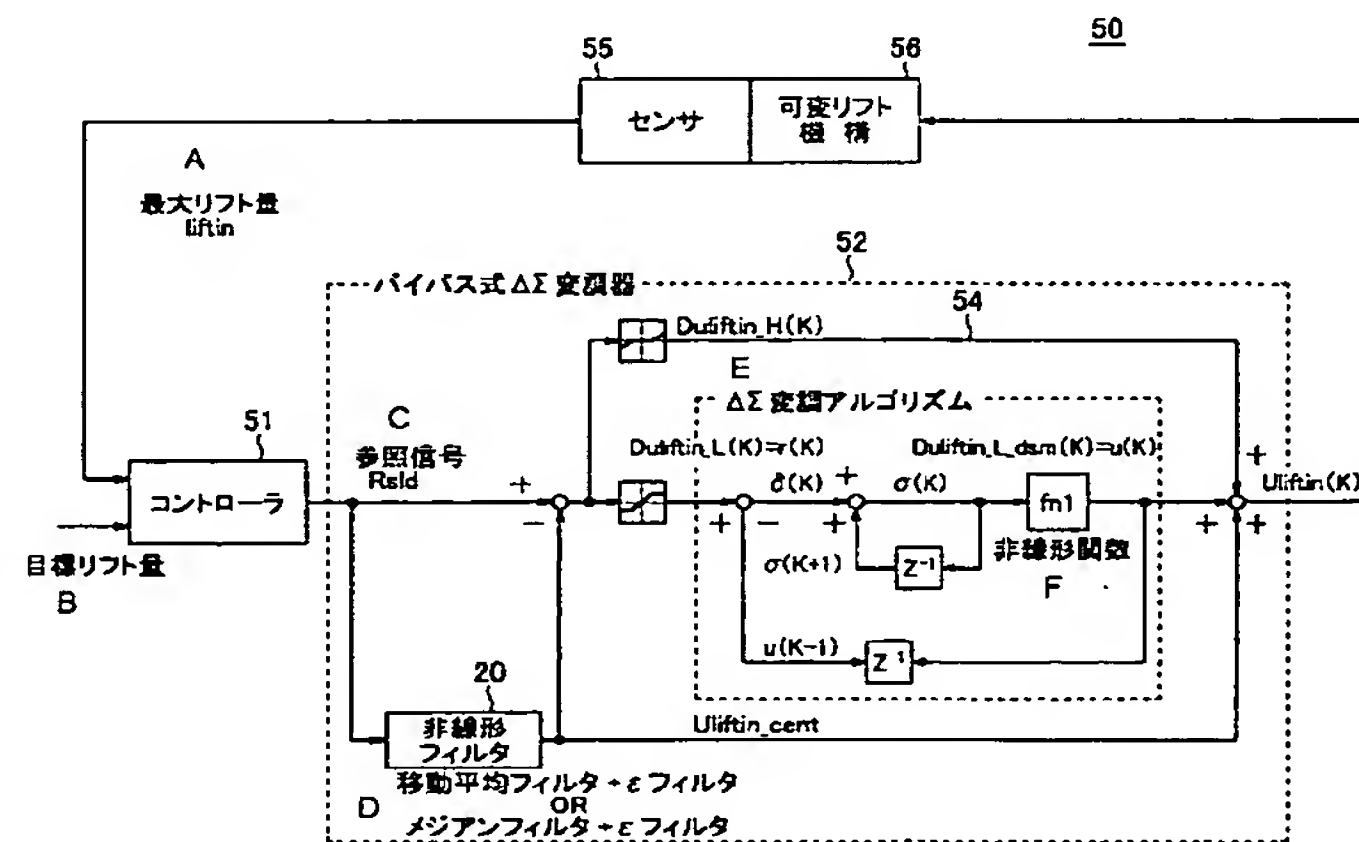 50
55
56
センサ
可変リフト
機 構
A
最大リフト量
liftin
52
バイパス式ΔΣ変調器
54
Duliftin_H(K)
E
ΔΣ変調アルゴリズム
C
51
参照信号
Rsld
コントローラ
目標リフト量
B
+
−
Duliftin_L(K)=r(K)
Duliftin_L_dsm(K)=u(K)
δ(K)
+
σ(K)
+
Uliftin(K)
fn1
+
−
+
+
+
非線形関数
F
σ(K+1)
Z⁻¹
u(K−1)
Z⁻¹
20
非線形
フィルタ
Uliftin_cent
移動平均フィルタ+εフィルタ
D
OR
メジアンフィルタ+εフィルタ